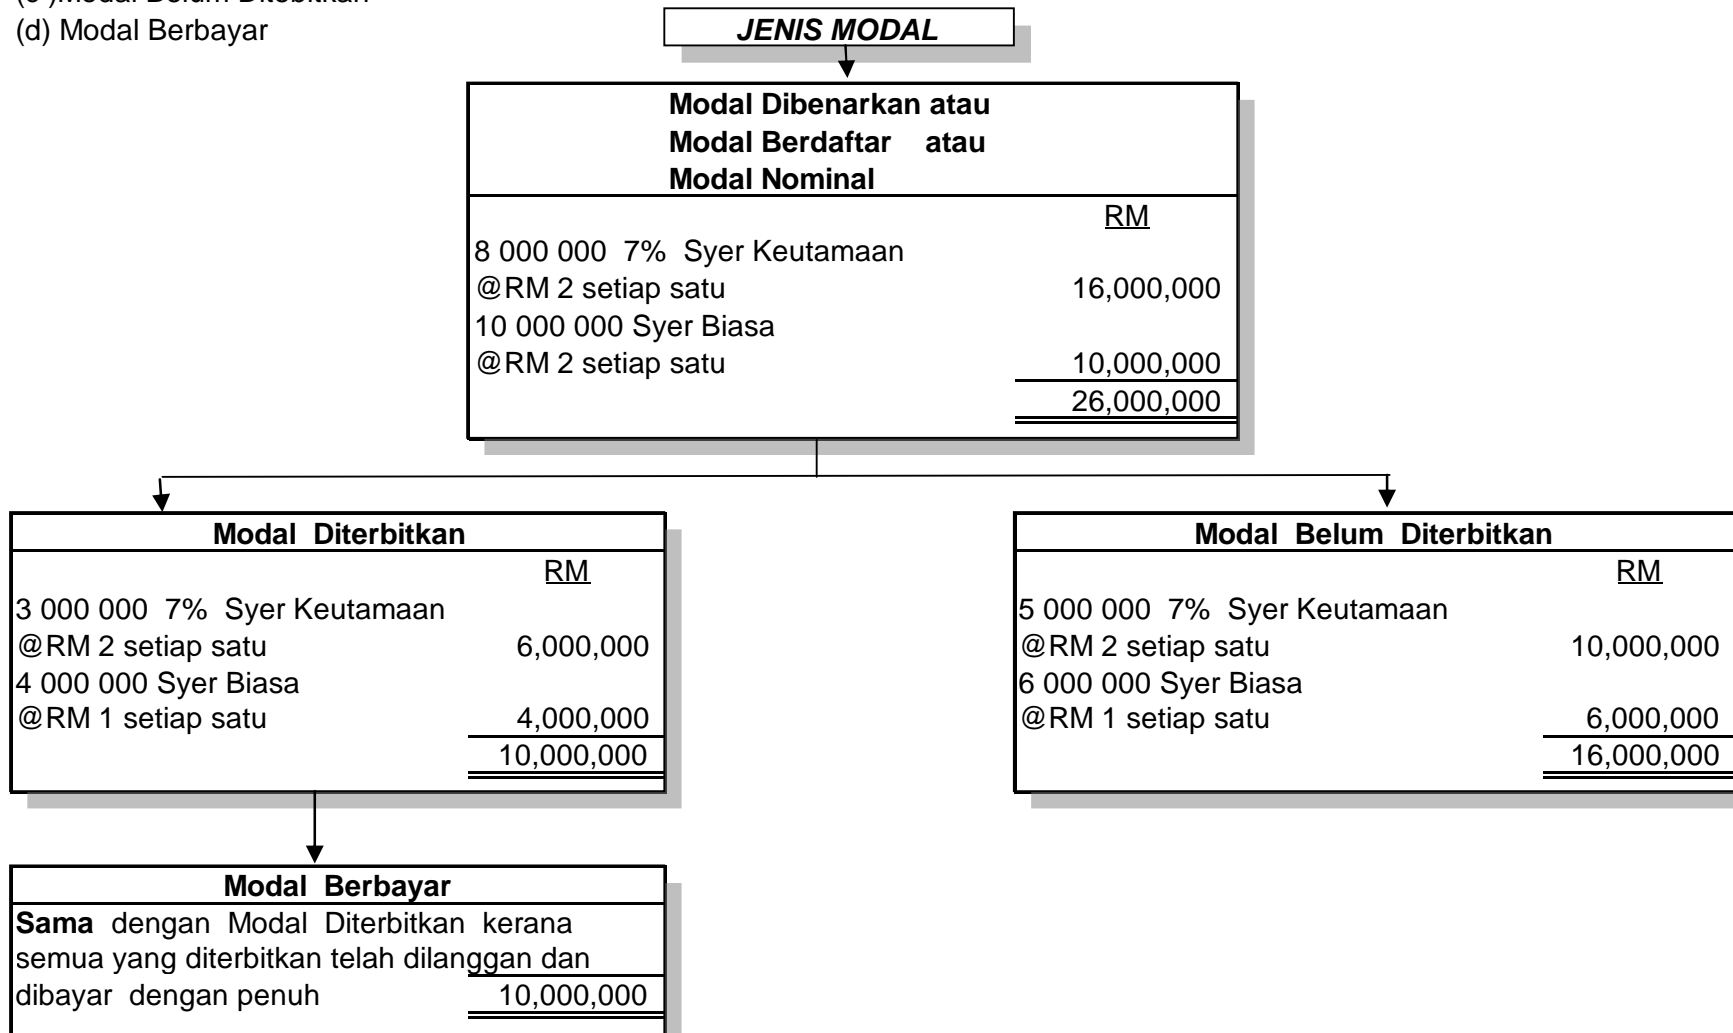 (d) Modal Berbayar
JENIS MODAL
Modal Dibenarkan atau
Modal Berdaftar atau
Modal Nominal
RM
8 000 000 7% Syer Keutamaan
@RM 2 setiap satu 16,000,000
10 000 000 Syer Biasa
@RM 2 setiap satu 10,000,000
26,000,000
Modal Diterbitkan
RM
3 000 000 7% Syer Keutamaan
@RM 2 setiap satu 6,000,000
4 000 000 Syer Biasa
@RM 1 setiap satu 4,000,000
10,000,000
Modal Belum Diterbitkan
RM
5 000 000 7% Syer Keutamaan
@RM 2 setiap satu 10,000,000
6 000 000 Syer Biasa
@RM 1 setiap satu 6,000,000
16,000,000
Modal Berbayar
Sama dengan Modal Diterbitkan kerana
semua yang diterbitkan telah dilanggan dan
dibayar dengan penuh 10,000,000